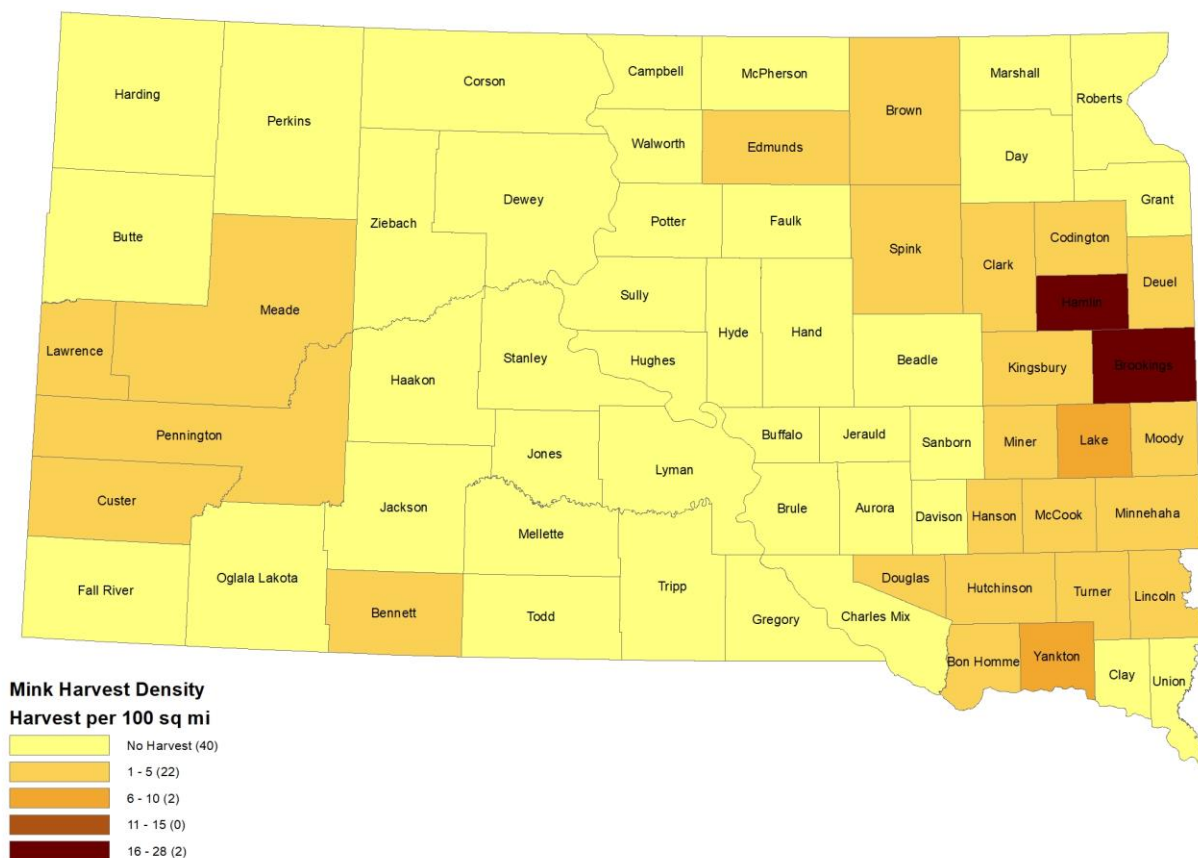 Harding
Perkins
Corson
Campbell
McPherson
Brown
Marshall
Roberts
Walworth
Edmunds
Day
Butte
Ziebach
Dewey
Potter
Faulk
Spink
Clark
Codington
Grant
Meade
Sully
Hyde
Hand
Hamlin
Deuel
Lawrence
Haakon
Stanley
Hughes
Beadle
Kingsbury
Brookings
Pennington
Jones
Lyman
Buffalo
Jerauld
Sanborn
Miner
Lake
Moody
Custer
Jackson
Mellette
Brule
Aurora
Davison
Hanson
McCook
Minnehaha
Fall River
Oglala Lakota
Bennett
Todd
Tripp
Gregory
Charles Mix
Douglas
Hutchinson
Turner
Lincoln
Bon Homme
Yankton
Clay
Union
Mink Harvest Density
Harvest per 100 sq mi
No Harvest (40)
1 - 5 (22)
6 - 10 (2)
11 - 15 (0)
16 - 28 (2)